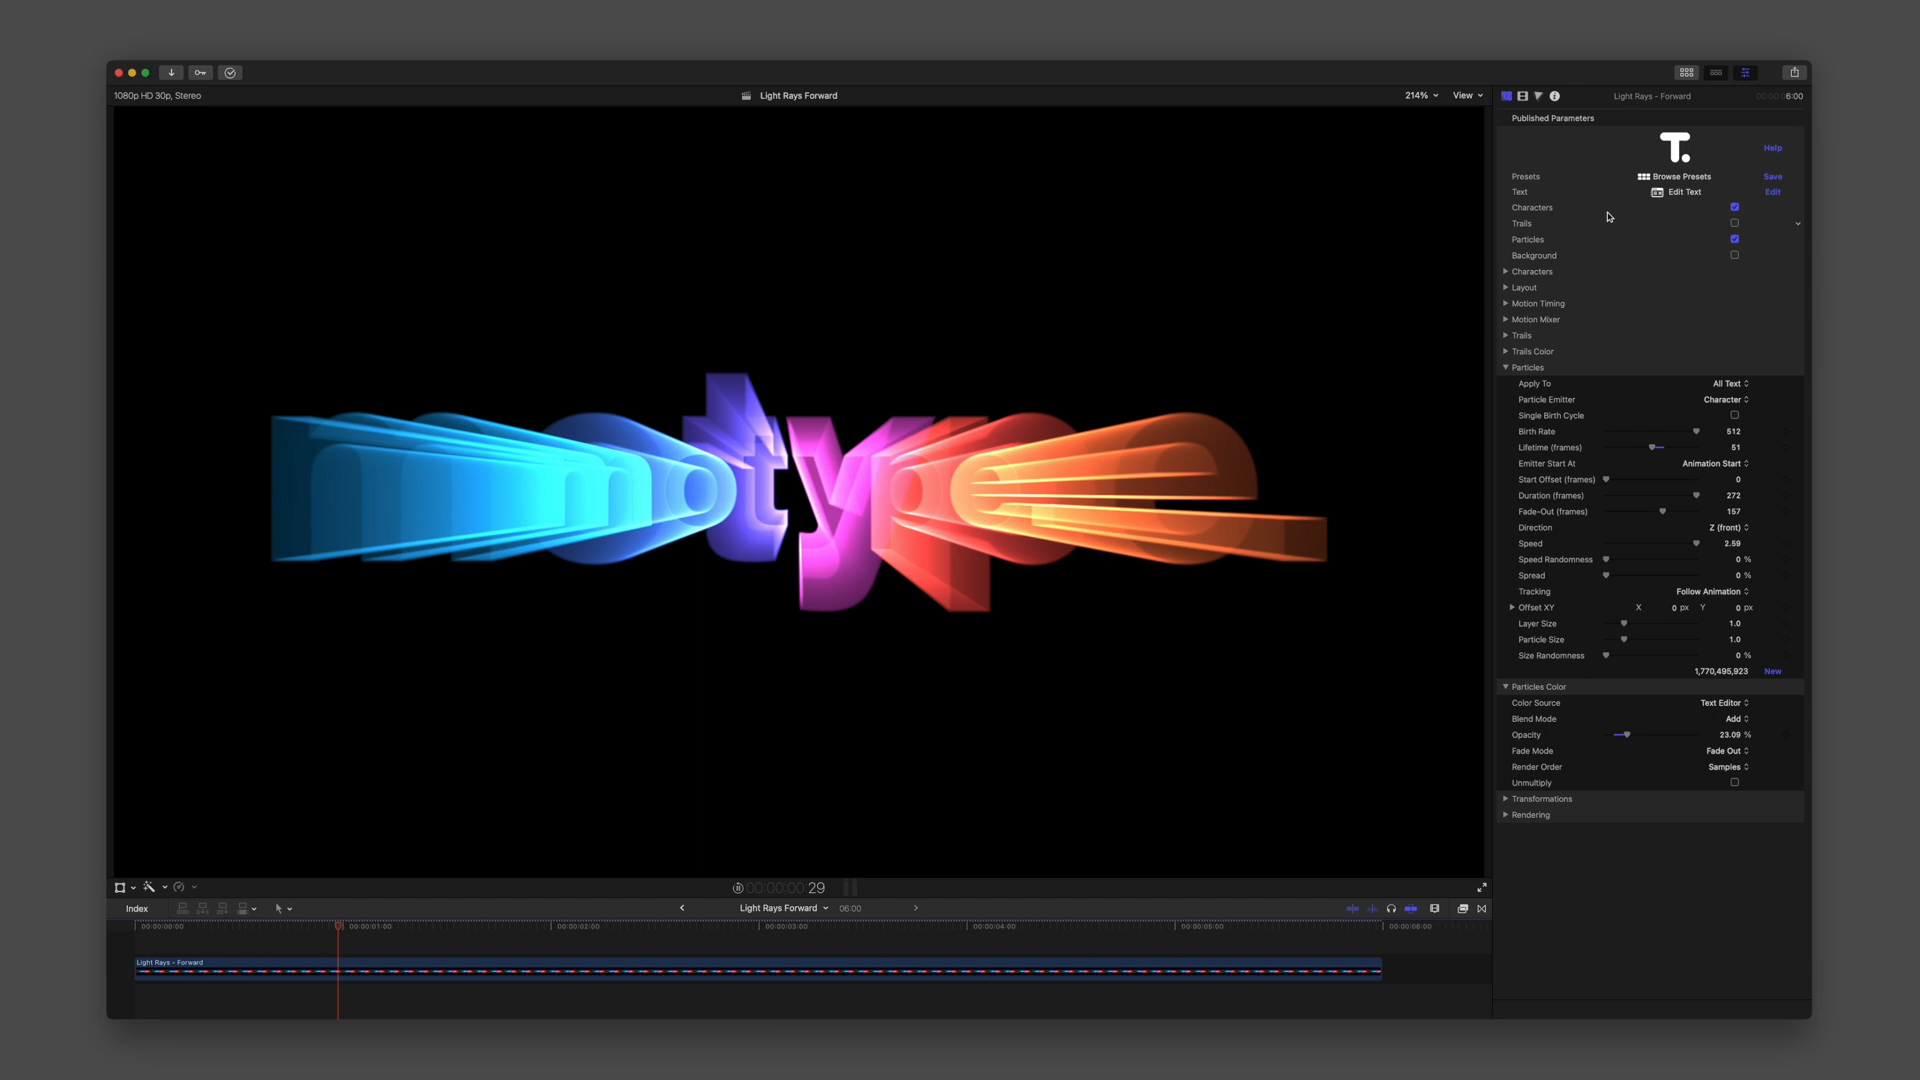 1080p HD 30p, Stereo
Light Rays Forward
214%
View
Light Rays - Forward
00:00:06:00
Published Parameters
T.
Help
Presets
Browse Presets
Save
Text
Edit Text
Edit
Characters
Trails
Particles
Background
Characters
Layout
Motion Timing
Motion Mixer
Trails
Trails Color
Particles
Apply To
All Text
Particle Emitter
Character
Single Birth Cycle
Birth Rate
512
Lifetime (frames)
51
Emitter Start At
Animation Start
Start Offset (frames)
0
Duration (frames)
272
Fade-Out (frames)
157
Direction
Z (front)
Speed
2.59
Speed Randomness
0 %
Spread
0 %
Tracking
Follow Animation
Offset XY
X 0 px Y 0 px
Layer Size
1.0
Particle Size
1.0
Size Randomness
0 %
1,770,495,923
New
Particles Color
Color Source
Text Editor
Blend Mode
Add
Opacity
23.09 %
Fade Mode
Fade Out
Render Order
Samples
Unmultiply
Transformations
Rendering
motype
00:00:00:29
Index
Light Rays Forward
06:00
00:00:00:00
00:00:01:00
00:00:02:00
00:00:03:00
00:00:04:00
00:00:05:00
00:00:06:00
Light Rays - Forward